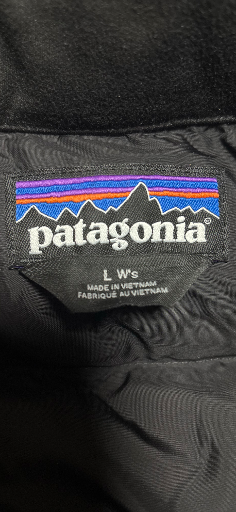 patagonia®
L W's
MADE IN VIETNAM
FABRIQUÉ AU VIETNAM